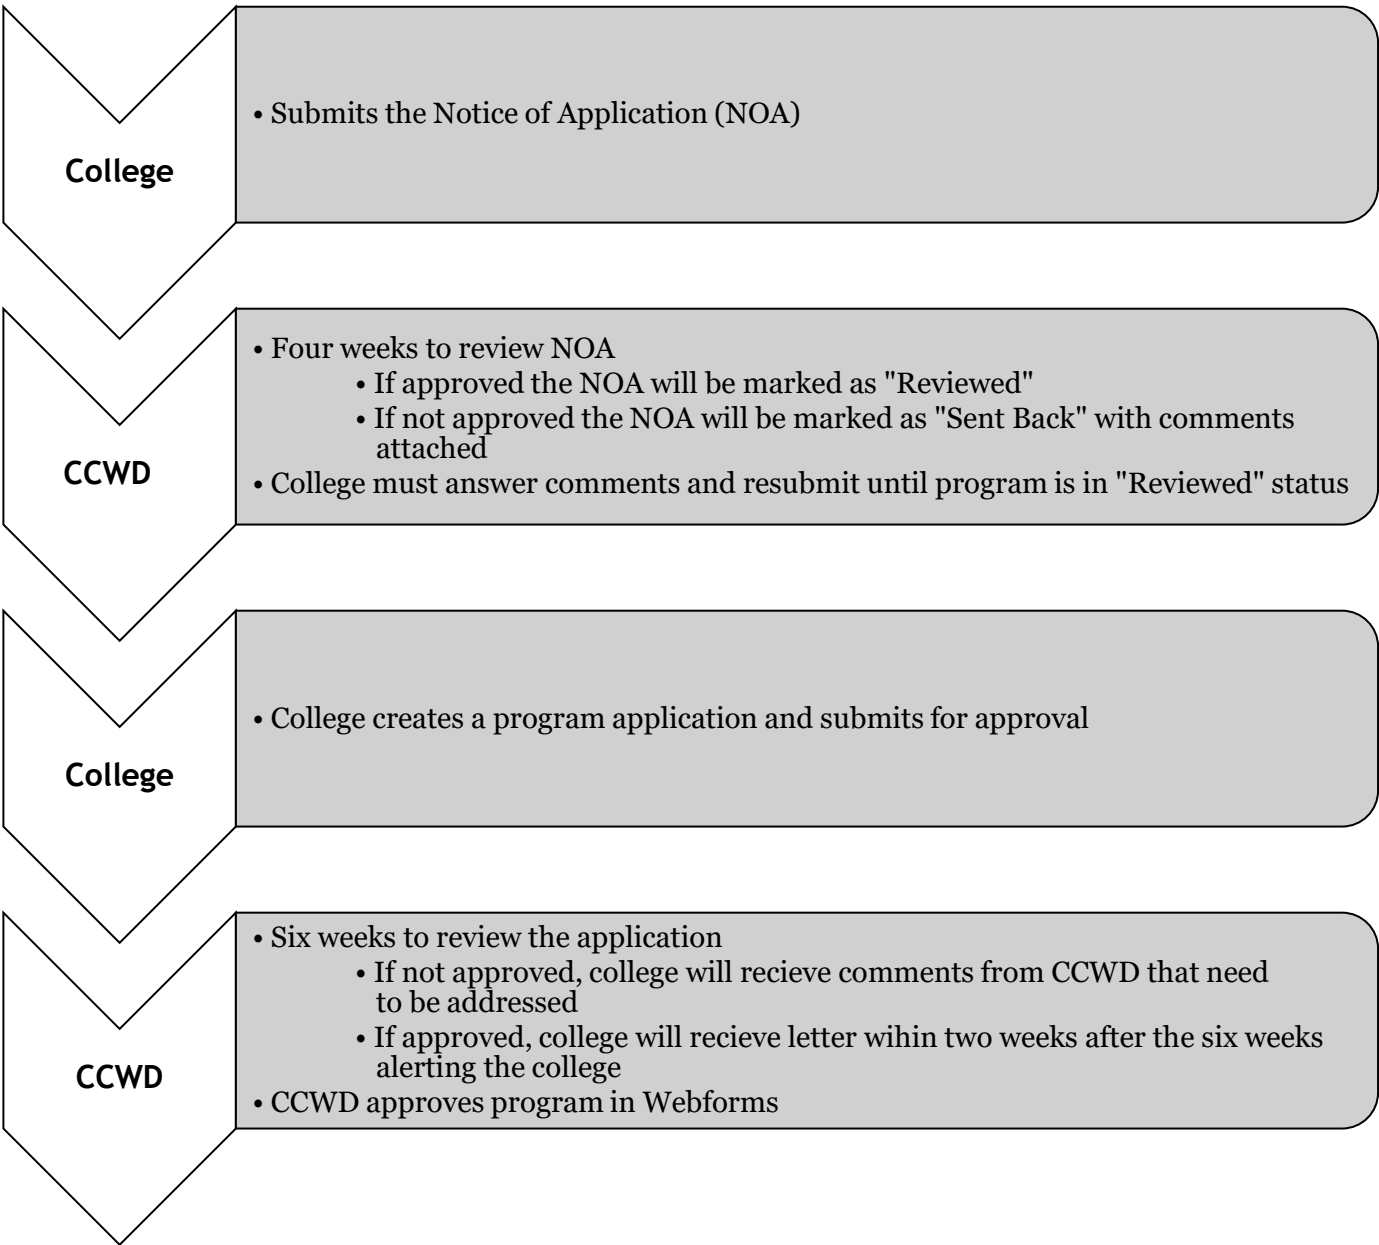 College
• Submits the Notice of Application (NOA)
CCWD
• Four weeks to review NOA
• If approved the NOA will be marked as "Reviewed"
• If not approved the NOA will be marked as "Sent Back" with comments
attached
• College must answer comments and resubmit until program is in "Reviewed" status
College
• College creates a program application and submits for approval
CCWD
• Six weeks to review the application
• If not approved, college will recieve comments from CCWD that need
to be addressed
• If approved, college will recieve letter wihin two weeks after the six weeks
alerting the college
• CCWD approves program in Webforms